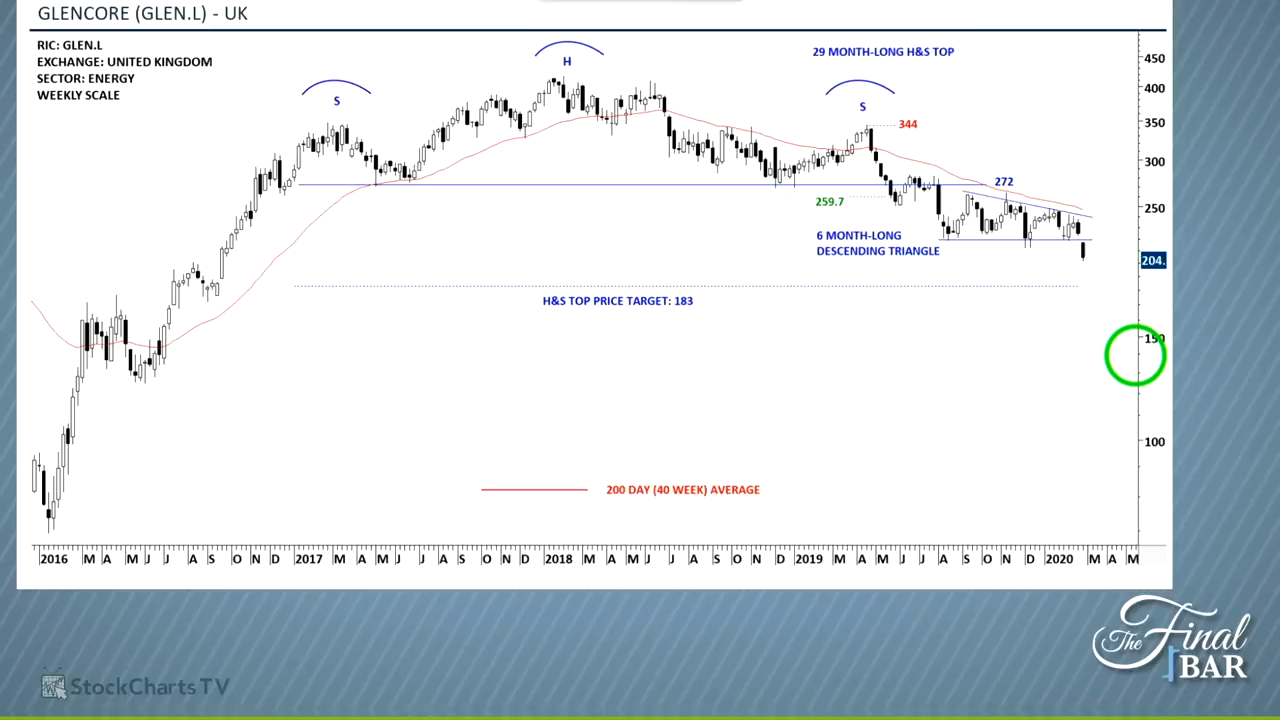 GLENCORE (GLEN.L) - UK
RIC: GLEN.L
EXCHANGE: UNITED KINGDOM
SECTOR: ENERGY
WEEKLY SCALE
S
H
29 MONTH-LONG H&S TOP
S
344
272
259.7
6 MONTH-LONG
DESCENDING TRIANGLE
H&S TOP PRICE TARGET: 183
200 DAY (40 WEEK) AVERAGE
450
400
350
300
250
204.
150
100
2016 M A M J J A S O N D 2017 M A M J J A S O N D 2018 M A M J J A S O N D 2019 M A M J J A S O N D 2020 M A M
The Final
BAR
StockCharts TV